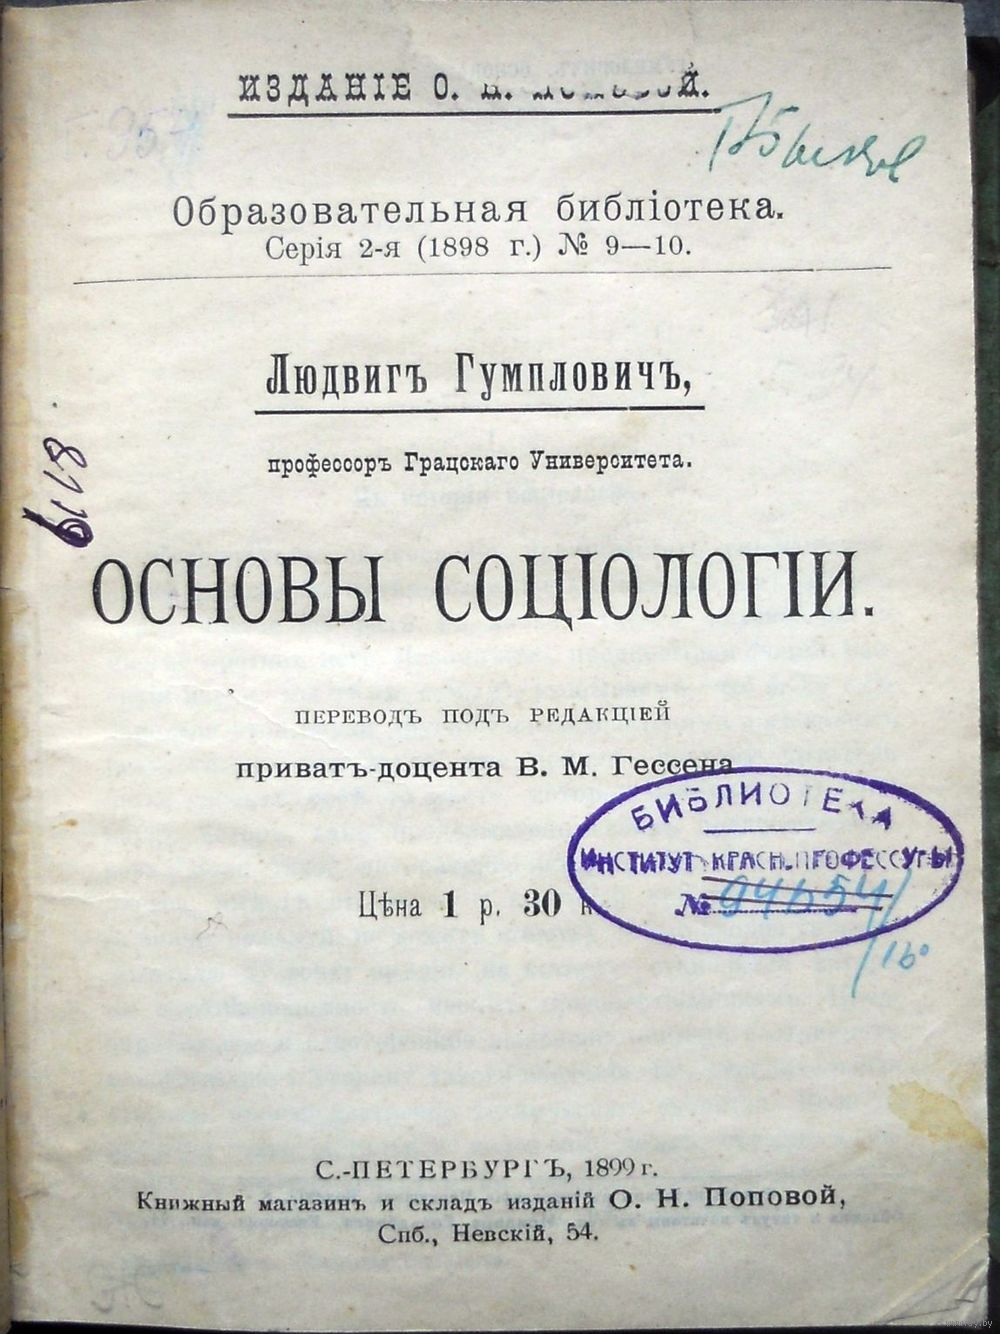 ИЗДАНІЕ О. Н.
Образовательная библіотека.
Серія 2-я (1898 г.) № 9—10.
Людвигъ Гумпловичъ,
профессоръ Грацскаго Университета.
6118
ОСНОВЫ СОЦІОЛОГІИ.
ПЕРЕВОДЪ ПОДЪ РЕДАКЦІЕЙ
приватъ-доцента В. М. Гессена
БИБЛИОТЕКА
ИНСТИТУТ КРАСН. ПРОФЕССУРЫ
№ 94654
Цѣна 1 р. 30 к
С.-ПЕТЕРБУРГЪ, 1899 г.
Книжный магазинъ и складъ изданій О. Н. Поповой,
Спб., Невскій, 54.